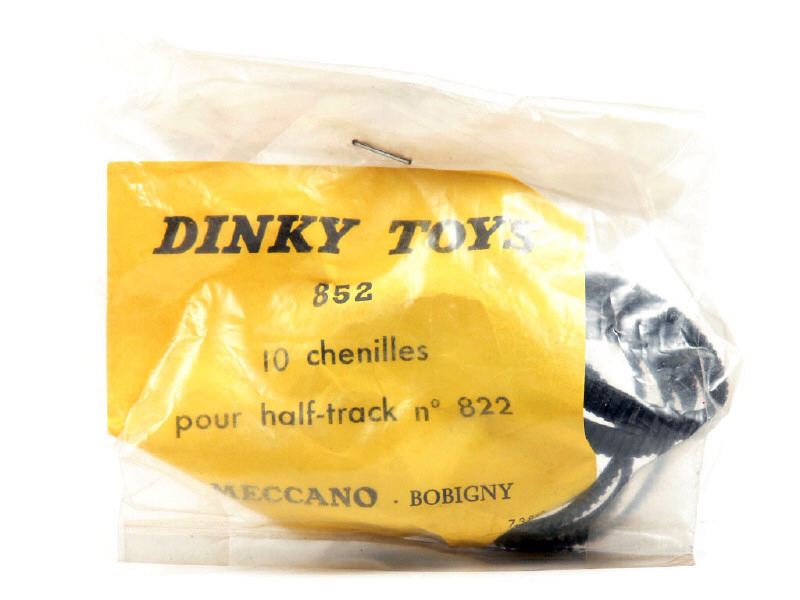 DINKY TOYS
852
10 chenilles
pour half-track n° 822
MECCANO . BOBIGNY